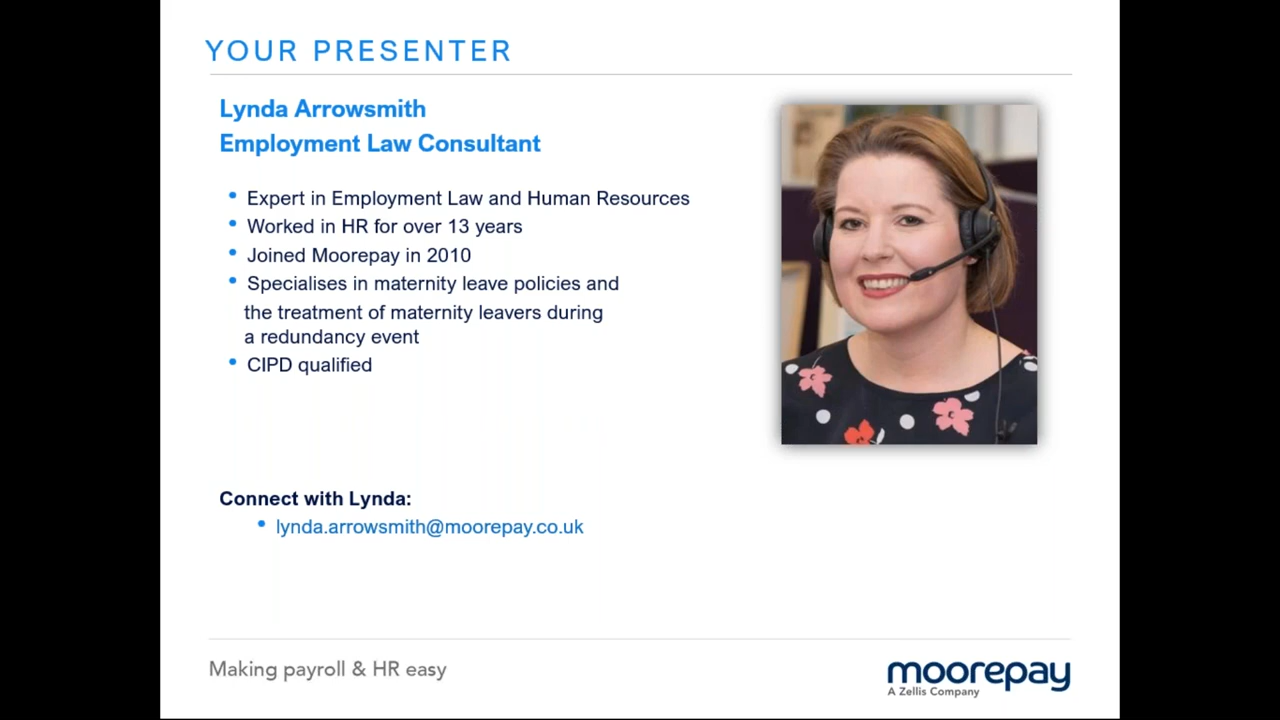 YOUR PRESENTER
Lynda Arrowsmith
Employment Law Consultant
• Expert in Employment Law and Human Resources
• Worked in HR for over 13 years
• Joined Moorepay in 2010
• Specialises in maternity leave policies and
the treatment of maternity leavers during
a redundancy event
• CIPD qualified
Connect with Lynda:
• lynda.arrowsmith@moorepay.co.uk
Making payroll & HR easy
moorepay
A Zellis Company